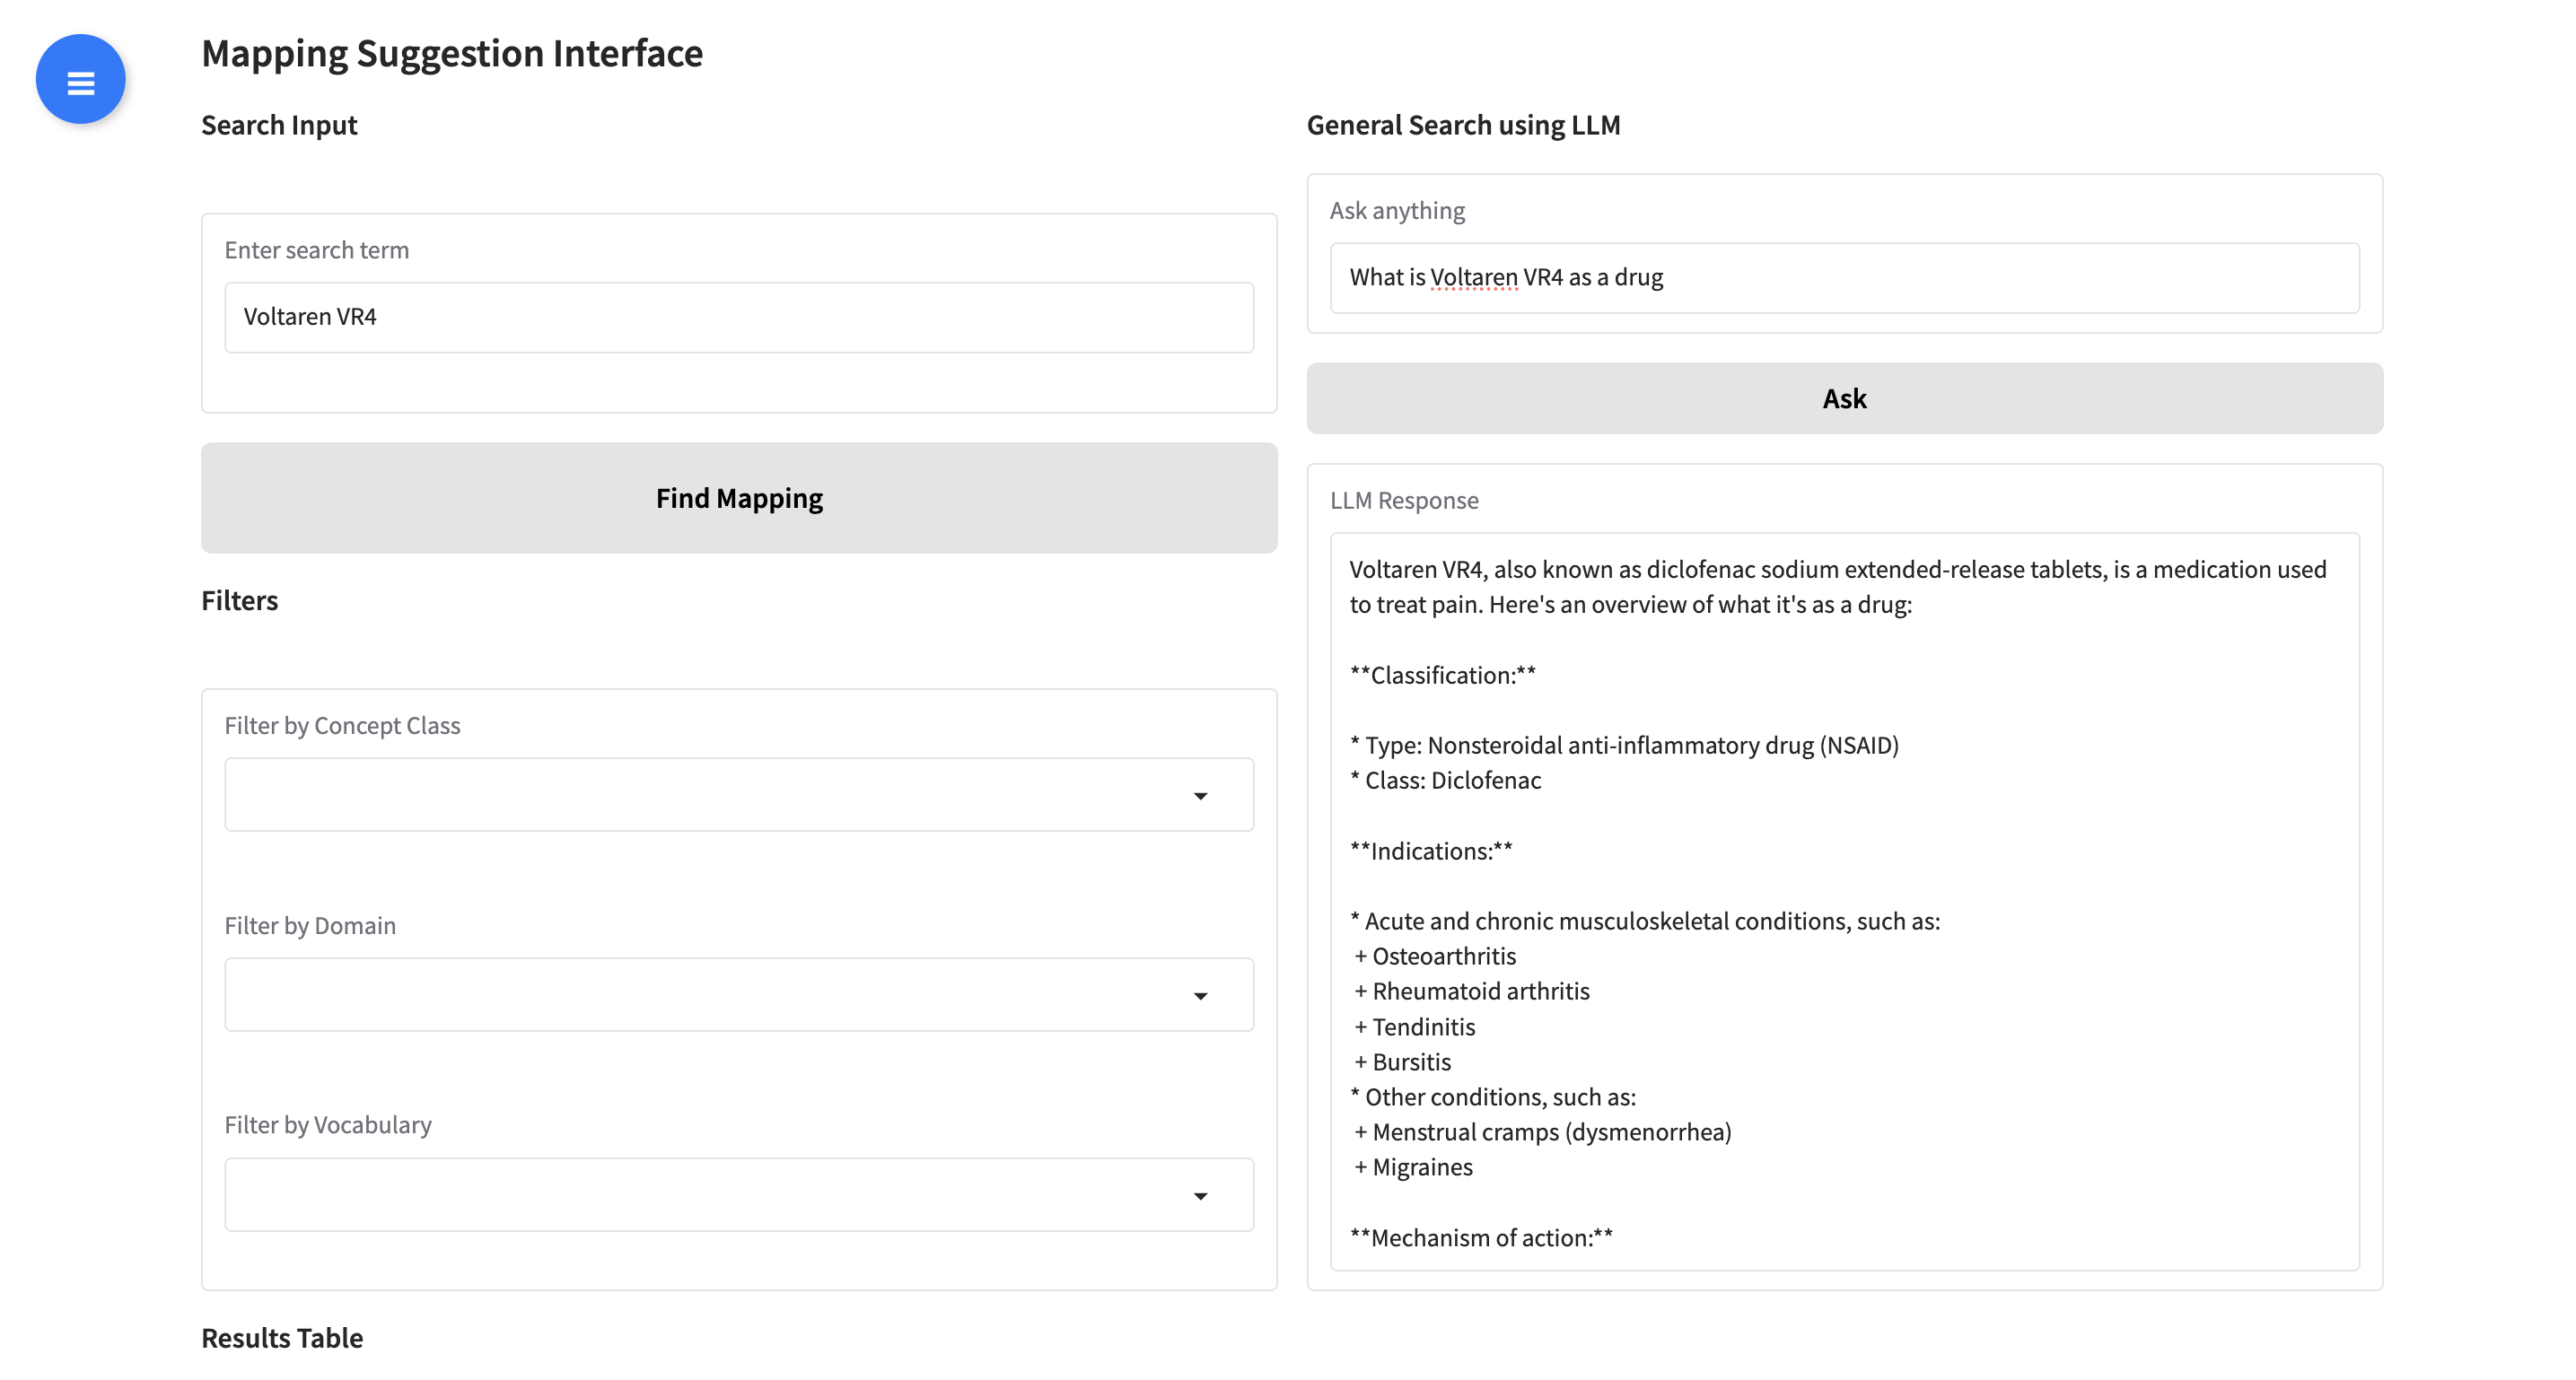 Mapping Suggestion Interface
Search Input
Enter search term
Voltaren VR4
Find Mapping
Filters
Filter by Concept Class
Filter by Domain
Filter by Vocabulary
Results Table
General Search using LLM
Ask anything
What is Voltaren VR4 as a drug
Ask
LLM Response
Voltaren VR4, also known as diclofenac sodium extended-release tablets, is a medication used
to treat pain. Here's an overview of what it's as a drug:
**Classification:**
* Type: Nonsteroidal anti-inflammatory drug (NSAID)
* Class: Diclofenac
**Indications:**
* Acute and chronic musculoskeletal conditions, such as:
+ Osteoarthritis
+ Rheumatoid arthritis
+ Tendinitis
+ Bursitis
* Other conditions, such as:
+ Menstrual cramps (dysmenorrhea)
+ Migraines
**Mechanism of action:**